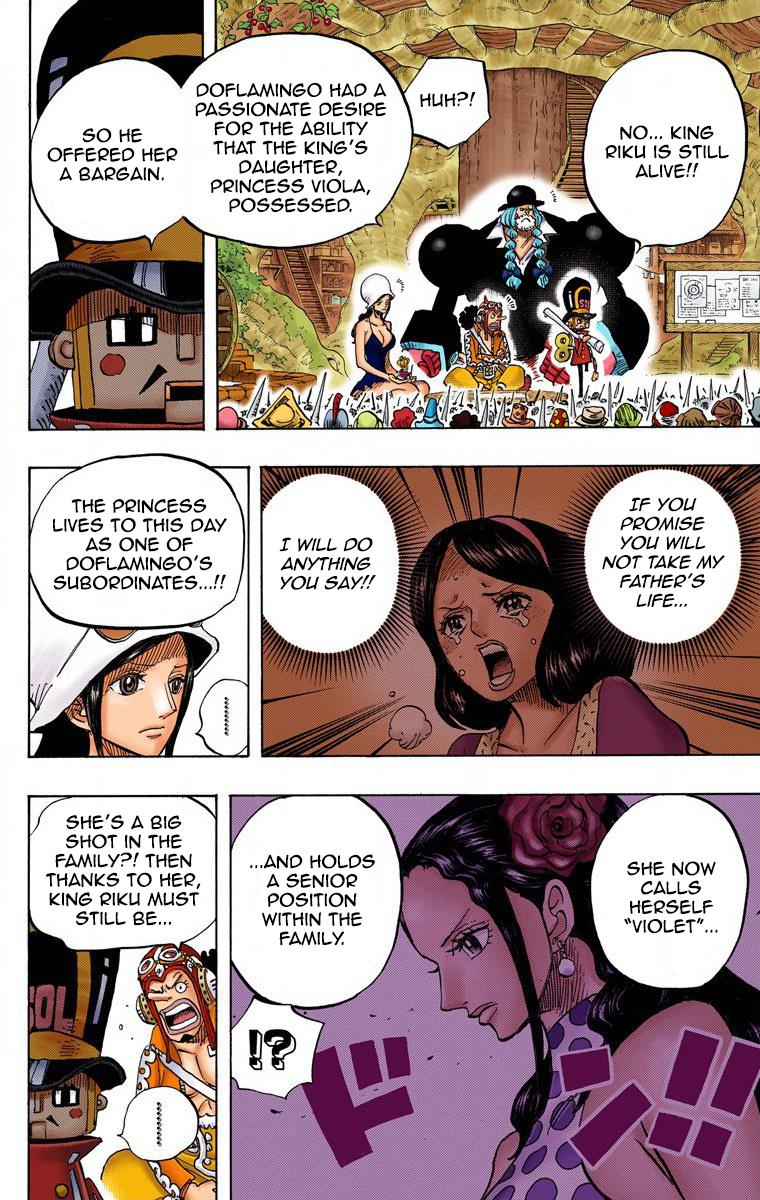 NO... KING
RIKU IS STILL
ALIVE!!
HUH?!
DOFLAMINGO HAD A
PASSIONATE DESIRE
FOR THE ABILITY
THAT THE KING'S
DAUGHTER,
PRINCESS VIOLA,
POSSESSED.
SO HE
OFFERED HER
A BARGAIN.
IF YOU
PROMISE
YOU WILL
NOT TAKE MY
FATHER'S
LIFE...
I WILL DO
ANYTHING
YOU SAY!!
THE PRINCESS
LIVES TO THIS DAY
AS ONE OF
DOFLAMINGO'S
SUBORDINATES...!!
SHE NOW
CALLS
HERSELF
"VIOLET"...
...AND HOLDS
A SENIOR
POSITION
WITHIN THE
FAMILY.
!?
ドン!!
SHE'S A BIG
SHOT IN THE
FAMILY?! THEN
THANKS TO HER,
KING RIKU MUST
STILL BE...
SOL